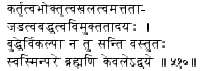 कर्तृत्वभोक्तृत्वखलत्वमत्तता-
जडत्वबद्धत्वविमुक्ततादयः ।
बुद्धेर्विकल्पा न तु सन्ति वस्तुतः
स्वस्मिन्परे ब्रह्मणि केवलेऽद्वये ॥ ५१० ॥